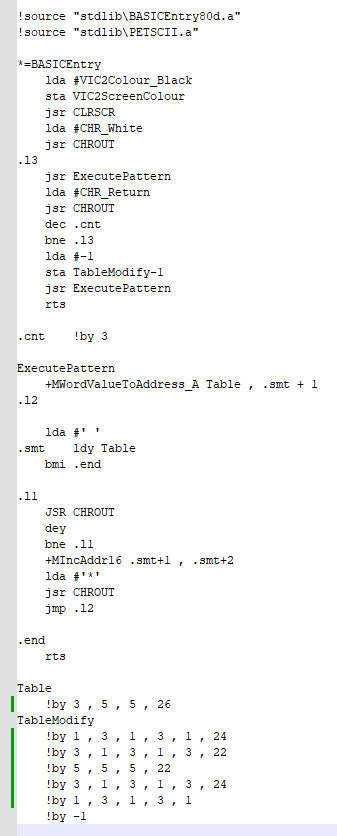 !source "stdlib\BASICEntry80d.a"
!source "stdlib\PETSCII.a"
*=BASICEntry
lda #VIC2Colour_Black
sta VIC2ScreenColour
jsr CLRSCR
lda #CHR_White
jsr CHROUT
.l3
jsr ExecutePattern
lda #CHR_Return
jsr CHROUT
dec .cnt
bne .l3
lda #-1
sta TableModify-1
jsr ExecutePattern
rts
.cnt !by 3
ExecutePattern
+MWordValueToAddress_A Table , .smt + 1
.l2
lda #' '
.smt ldy Table
bmi .end
.l1
JSR CHROUT
dey
bne .l1
+MIncAddr16 .smt+1 , .smt+2
lda #'*'
jsr CHROUT
jmp .l2
.end
rts
Table
!by 3 , 5 , 5 , 26
TableModify
!by 1 , 3 , 1 , 3 , 1 , 24
!by 3 , 1 , 3 , 1 , 3 , 22
!by 5 , 5 , 5 , 22
!by 3 , 1 , 3 , 1 , 3 , 24
!by 1 , 3 , 1 , 3 , 1
!by -1